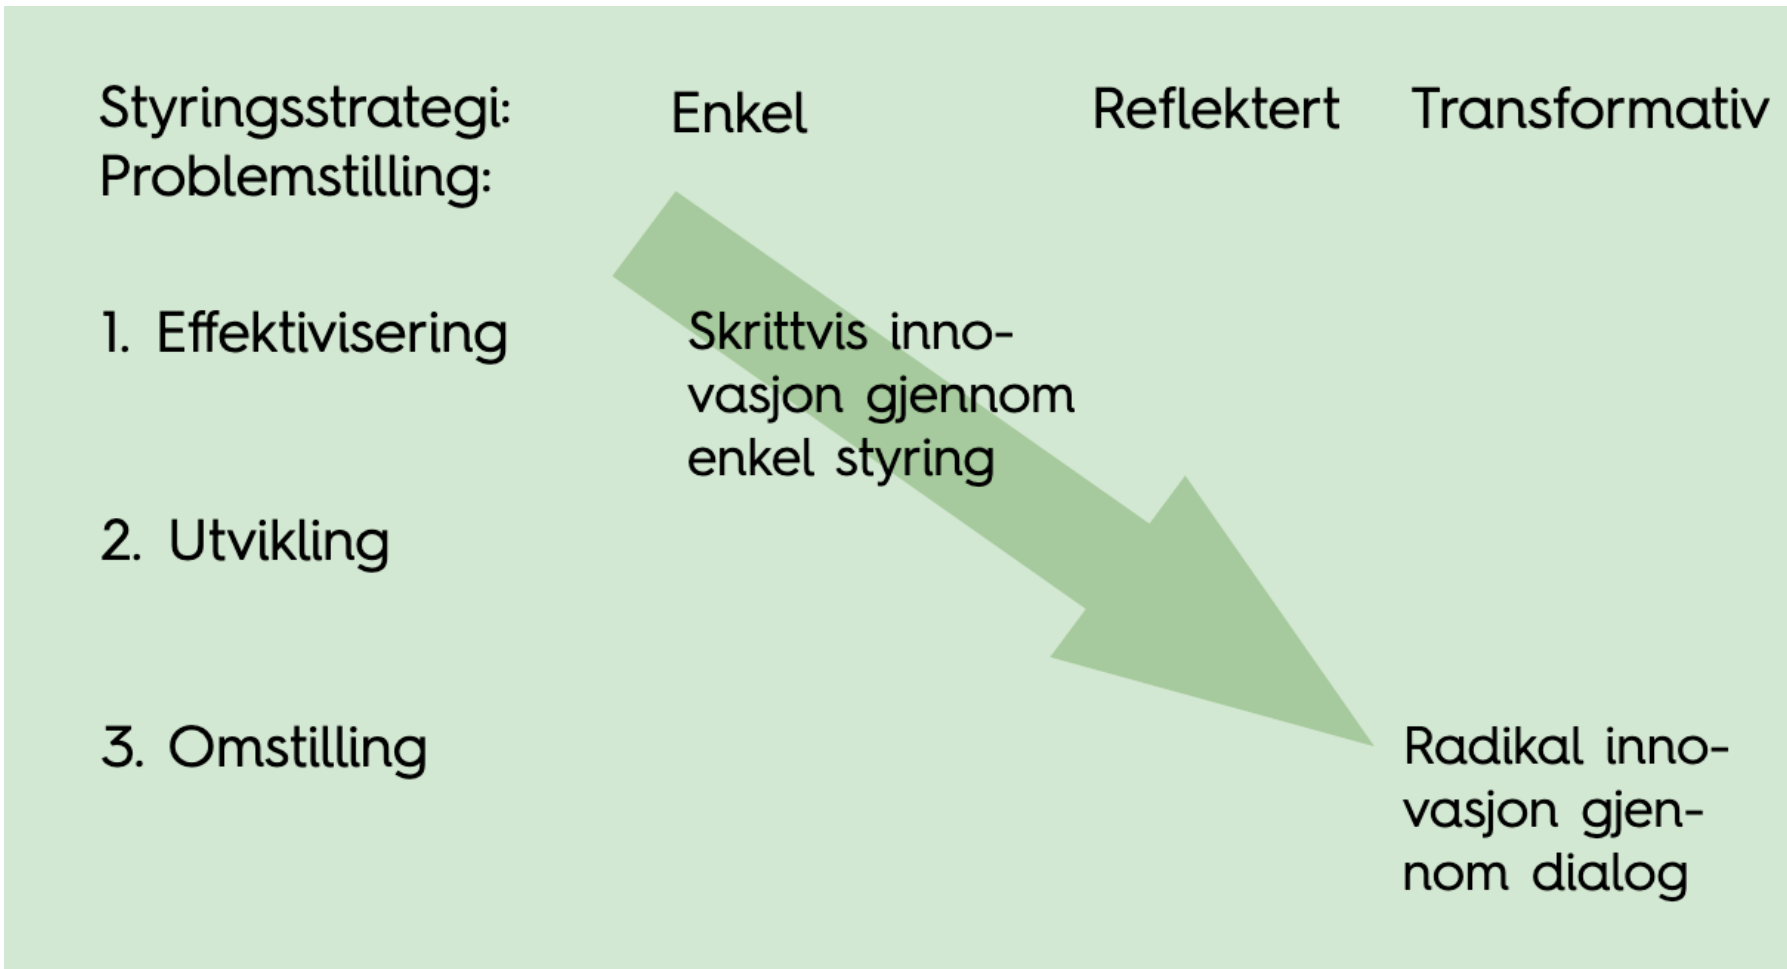 Styringsstrategi: Enkel Reflektert Transformativ
Problemstilling:
1. Effektivisering Skrittvis inno-
vasjon gjennom
enkel styring
2. Utvikling
3. Omstilling Radikal inno-
vasjon gjen-
nom dialog